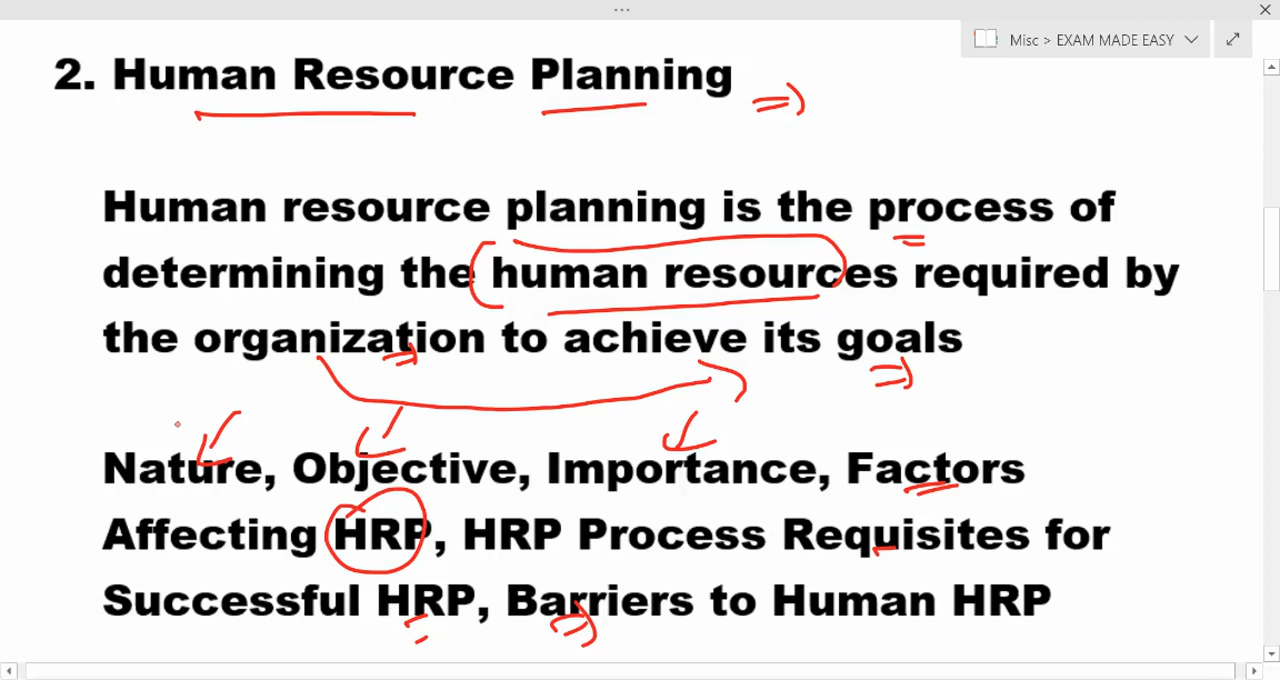 Misc > EXAM MADE EASY
2. Human Resource Planning
Human resource planning is the process of
determining the human resources required by
the organization to achieve its goals
Nature, Objective, Importance, Factors
Affecting HRP, HRP Process Requisites for
Successful HRP, Barriers to Human HRP